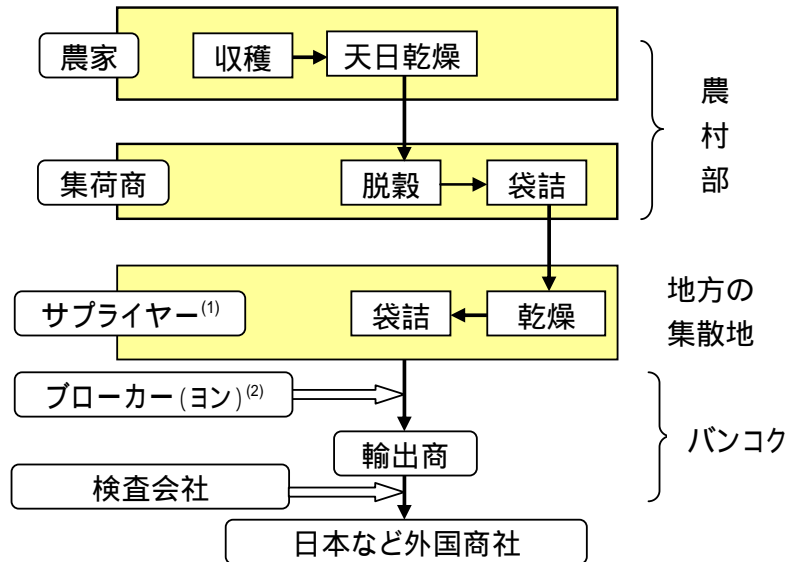 農家
収穫
天日乾燥
農
村
部
集荷商
脱穀
袋詰
サプライヤー(1)
袋詰
乾燥
地方の
集散地
ブローカー(ヨン)(2)
輸出商
バンコク
検査会社
日本など外国商社